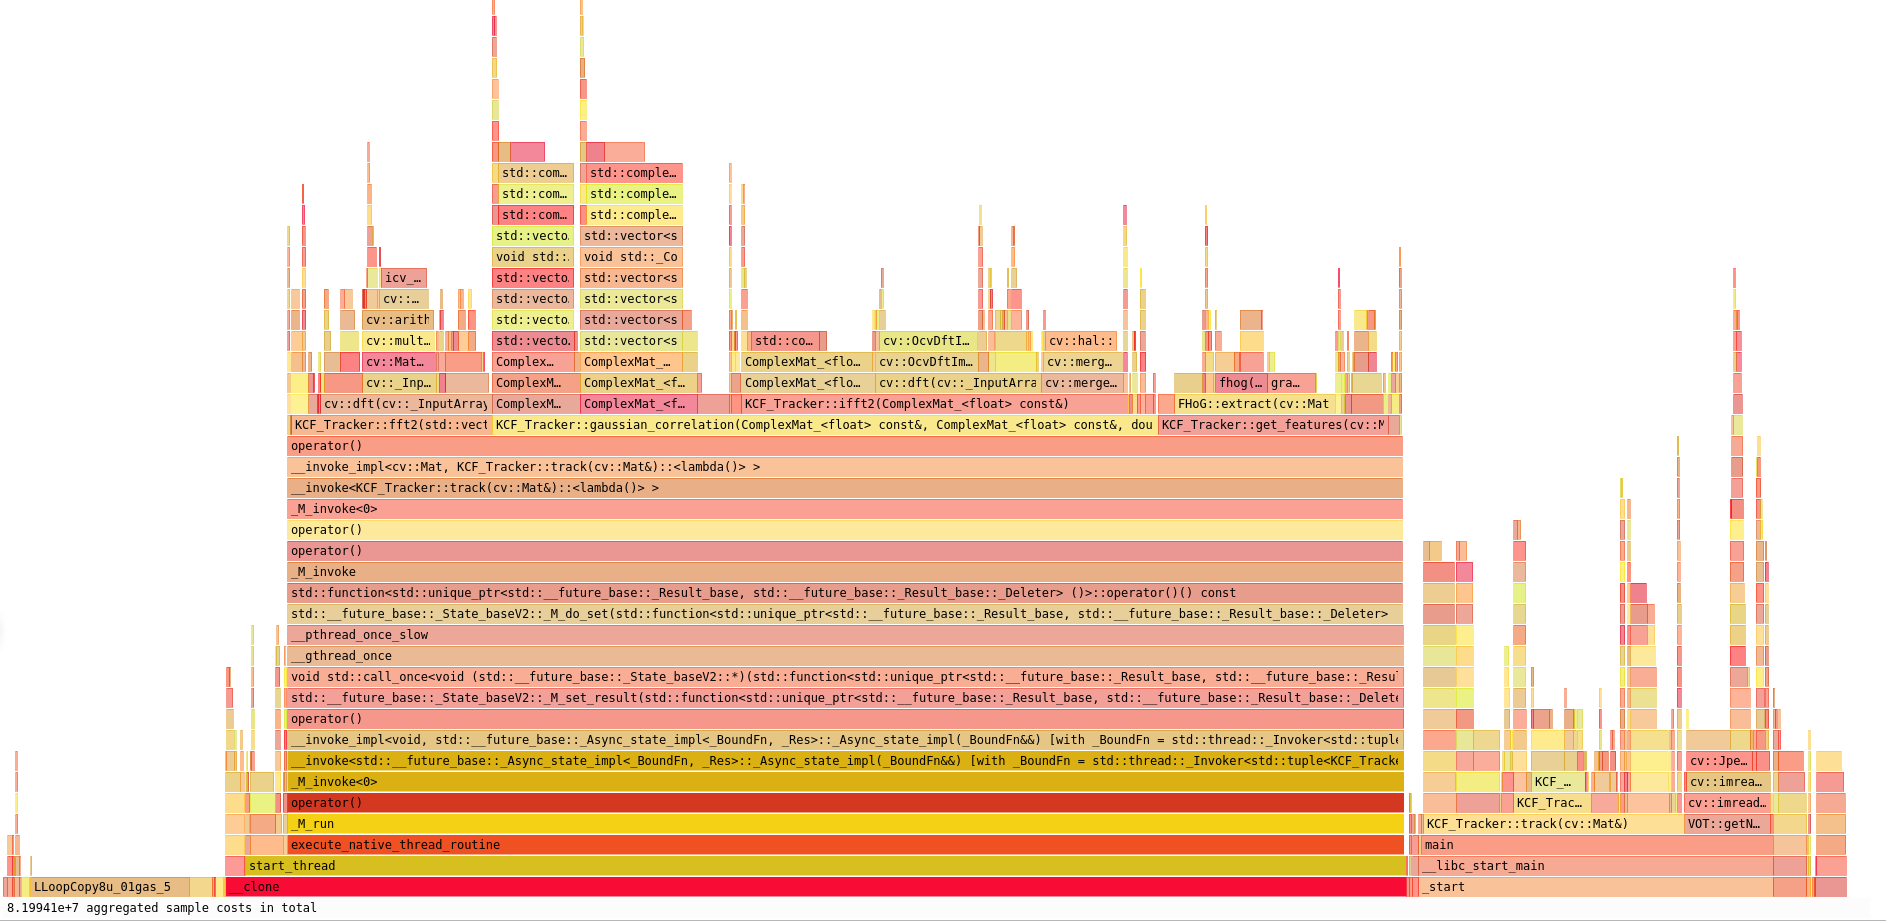 std::com… std::comple…
std::com… std::comple…
std::com… std::comple…
std::vecto. std::vector<s
void std::. void std::_Co
icv_… std::vecto. std::vector<s
cv::… std::vecto. std::vector<s
cv::arith std::vecto. std::vector<s
cv::mult… std::vecto. std::vector<s std::co… cv::OcvDftI… cv::hal::
cv::Mat… Complex… ComplexMat_… ComplexMat_<flo… cv::OcvDftIm… cv::merg…
cv::_Inp… ComplexM… ComplexMat_<f… ComplexMat_<flo… cv::dft(cv::_InputArra cv::merge… fhog(… gra…
cv::dft(cv::_InputArray ComplexM… ComplexMat_<f… KCF_Tracker::ifft2(ComplexMat_<float> const&) FHoG::extract(cv::Mat
KCF_Tracker::fft2(std::vect KCF_Tracker::gaussian_correlation(ComplexMat_<float> const&, ComplexMat_<float> const&, dou KCF_Tracker::get_features(cv::M
operator()
__invoke_impl<cv::Mat, KCF_Tracker::track(cv::Mat&)::<lambda()> >
__invoke<KCF_Tracker::track(cv::Mat&)::<lambda()> >
_M_invoke<0>
operator()
operator()
_M_invoke
std::function<std::unique_ptr<std::__future_base::_Result_base, std::__future_base::_Result_base::_Deleter> ()>::operator()() const
std::__future_base::_State_baseV2::_M_do_set(std::function<std::unique_ptr<std::__future_base::_Result_base, std::__future_base::_Result_base::_Deleter>
__pthread_once_slow
__gthread_once
void std::call_once<void (std::__future_base::_State_baseV2::*)(std::function<std::unique_ptr<std::__future_base::_Result_base, std::__future_base::_Resu
std::__future_base::_State_baseV2::_M_set_result(std::function<std::unique_ptr<std::__future_base::_Result_base, std::__future_base::_Result_base::_Delete
operator()
__invoke_impl<void, std::__future_base::_Async_state_impl<_BoundFn, _Res>::_Async_state_impl(_BoundFn&&) [with _BoundFn = std::thread::_Invoker<std::tuple
__invoke<std::__future_base::_Async_state_impl<_BoundFn, _Res>::_Async_state_impl(_BoundFn&&) [with _BoundFn = std::thread::_Invoker<std::tuple<KCF_Tracke cv::Jpe…
_M_invoke<0> KCF_… cv::imrea…
operator() KCF_Trac… cv::imread…
_M_run KCF_Tracker::track(cv::Mat&) VOT::getN…
execute_native_thread_routine main
start_thread __libc_start_main
LLoopCopy8u_01gas_5 __clone _start
8.19941e+7 aggregated sample costs in total